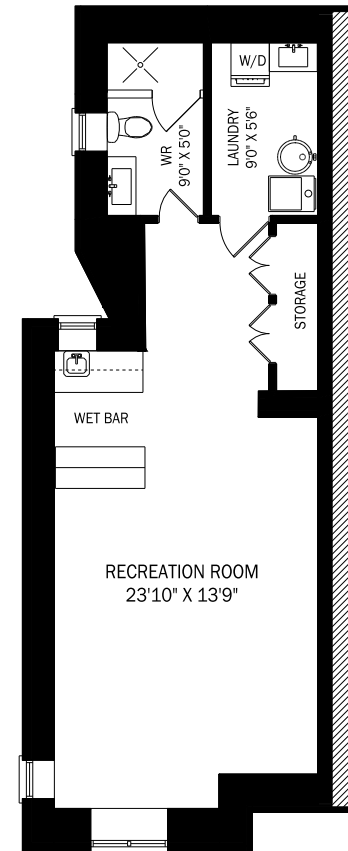 W/D
WR
9'0" X 5'0"
LAUNDRY
9'0" X 5'6"
STORAGE
WET BAR
RECREATION ROOM
23'10" X 13'9"